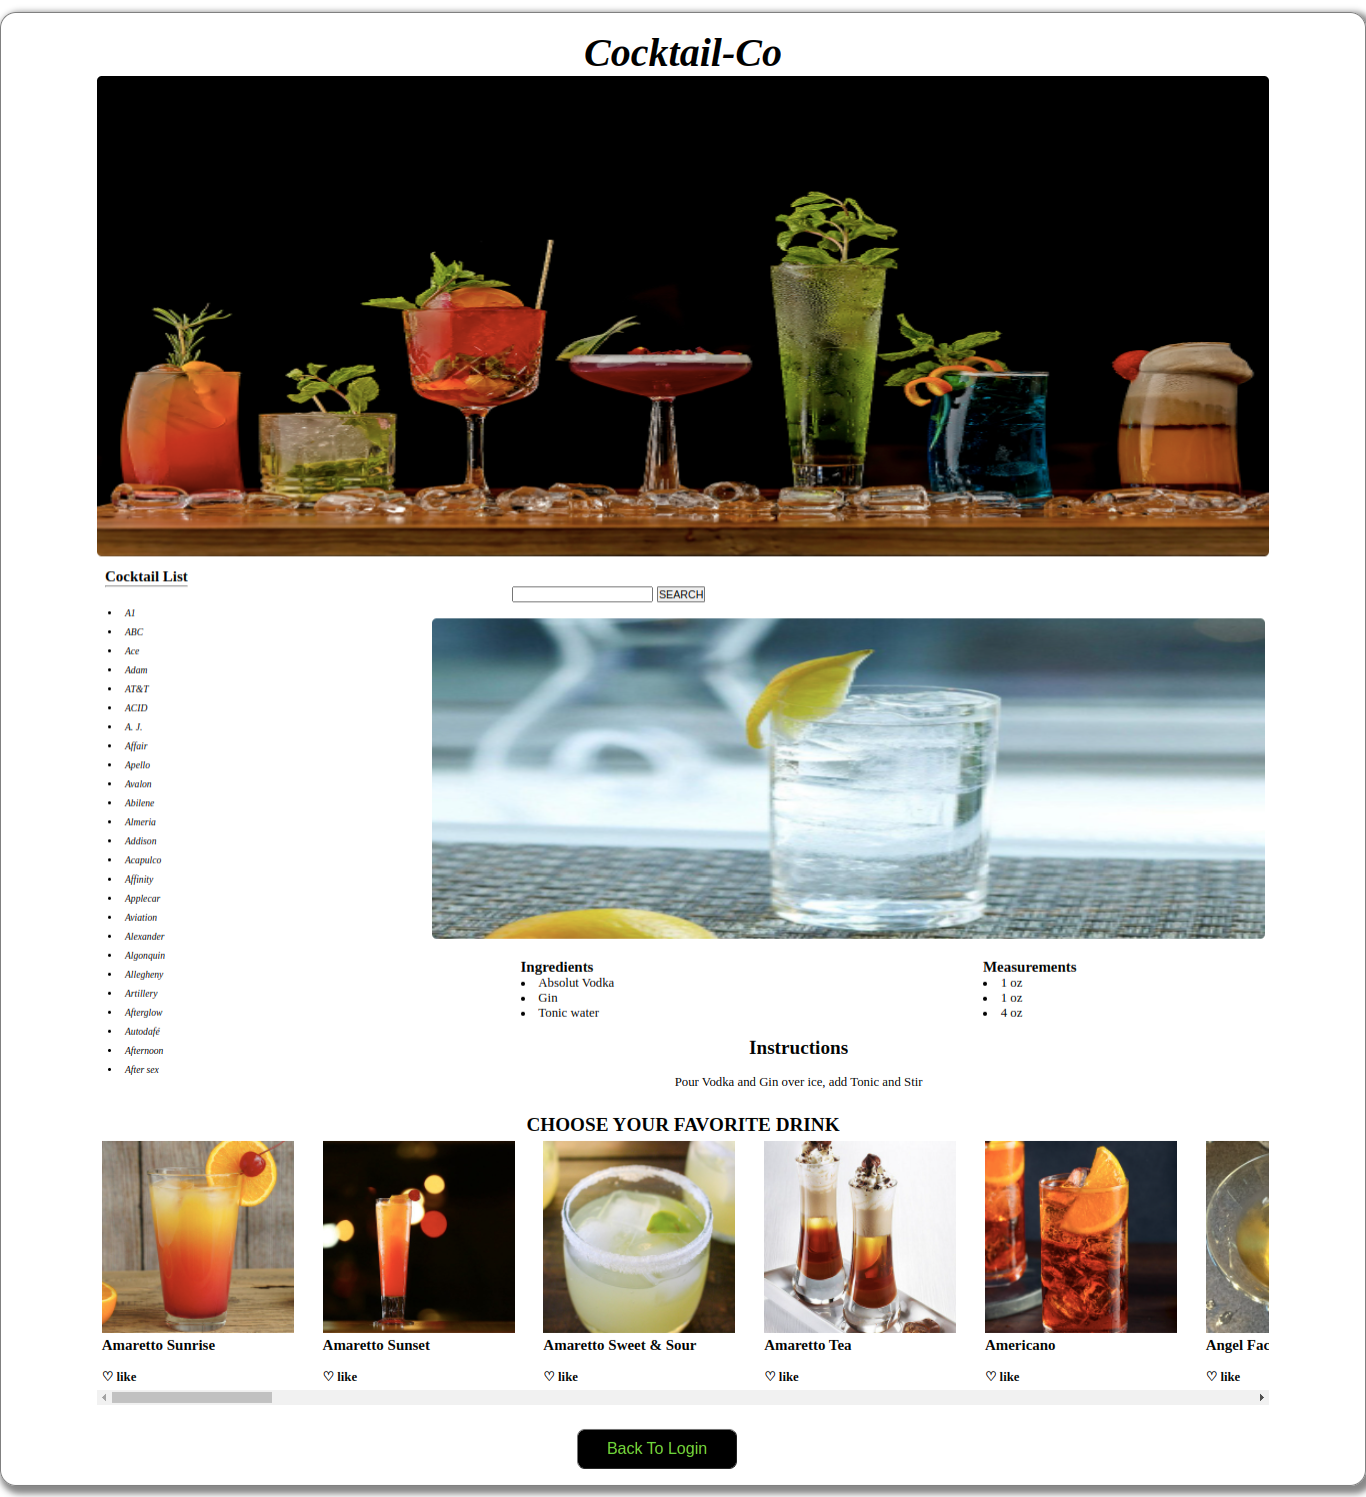 Cocktail-Co
Cocktail List
A1
ABC
Ace
Adam
AT&T
ACID
A. J.
Affair
Apello
Avalon
Abilene
Almeria
Addison
Acapulco
Affinity
Applecar
Aviation
Alexander
Algonquin
Allegheny
Artillery
Afterglow
Autodafé
Afternoon
After sex
SEARCH
Ingredients
Absolut Vodka
Gin
Tonic water
Measurements
1 oz
1 oz
4 oz
Instructions
Pour Vodka and Gin over ice, add Tonic and Stir
CHOOSE YOUR FAVORITE DRINK
Amaretto Sunrise
♡ like
Amaretto Sunset
♡ like
Amaretto Sweet & Sour
♡ like
Amaretto Tea
♡ like
Americano
♡ like
Angel Fac
♡ like
Back To Login